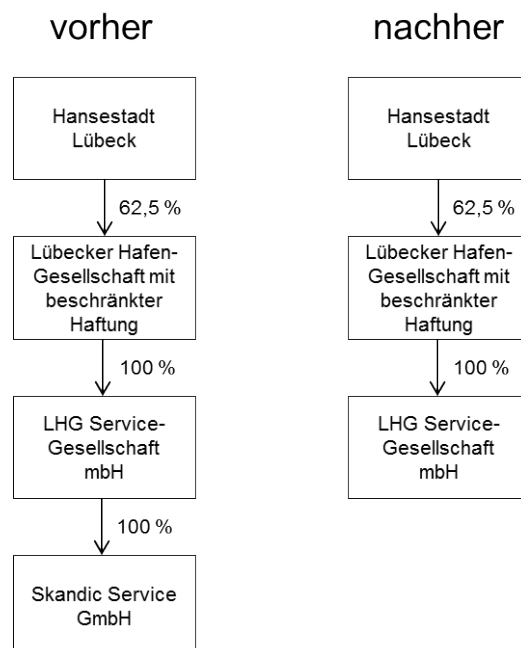 vorher
Hansestadt
Lübeck
62,5 %
Lübecker Hafen-
Gesellschaft mit
beschränkter
Haftung
100 %
LHG Service-
Gesellschaft
mbH
100 %
Skandic Service
GmbH
nachher
Hansestadt
Lübeck
62,5 %
Lübecker Hafen-
Gesellschaft mit
beschränkter
Haftung
100 %
LHG Service-
Gesellschaft
mbH